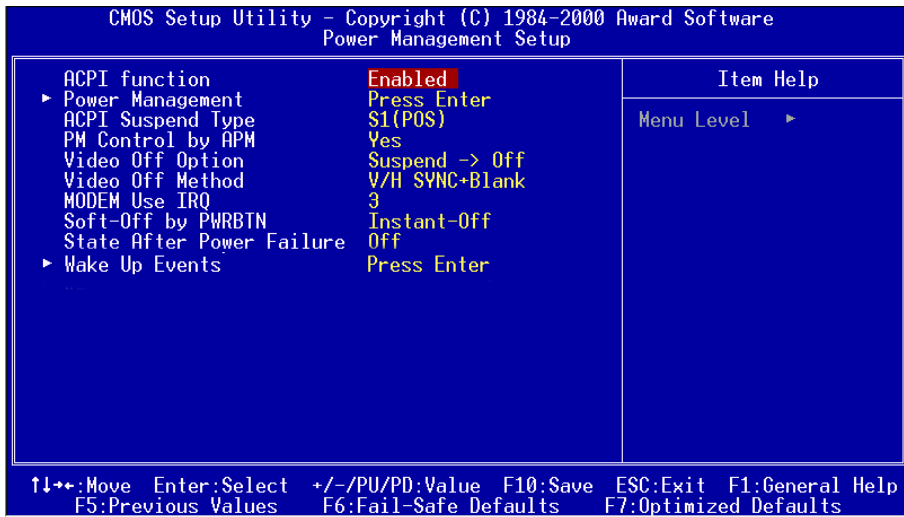 CMOS Setup Utility – Copyright (C) 1984–2000 Award Software
Power Management Setup
ACPI function Enabled
► Power Management Press Enter
ACPI Suspend Type S1(POS)
PM Control by APM Yes
Video Off Option Suspend –> Off
Video Off Method V/H SYNC+Blank
MODEM Use IRQ 3
Soft-Off by PWRBTN Instant-Off
State After Power Failure Off
► Wake Up Events Press Enter
Item Help
Menu Level ►
↑↓→←:Move Enter:Select +/-/PU/PD:Value F10:Save ESC:Exit F1:General Help
F5:Previous Values F6:Fail-Safe Defaults F7:Optimized Defaults